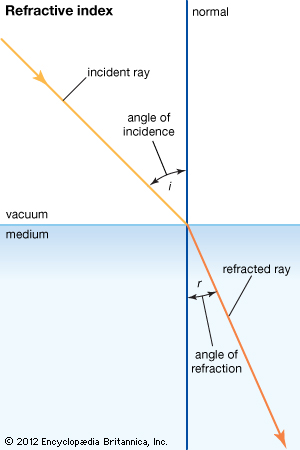 Refractive index
normal
incident ray
angle of
incidence
i
vacuum
medium
r
refracted ray
angle of
refraction
© 2012 Encyclopædia Britannica, Inc.